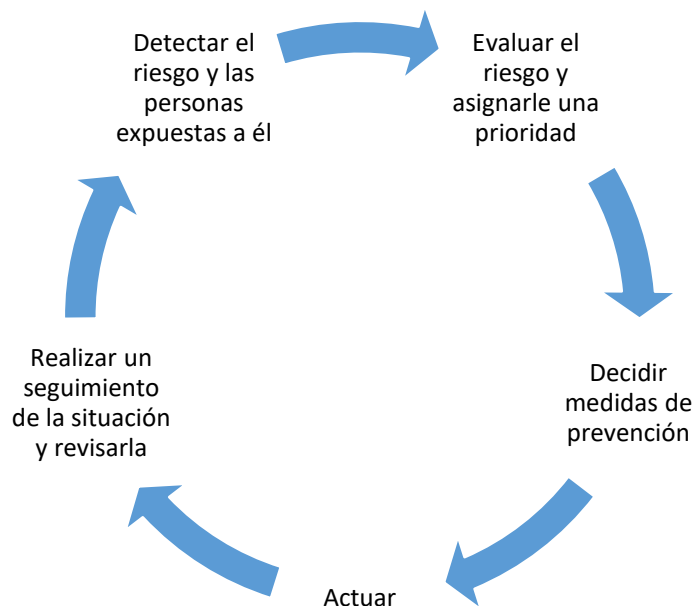 Detectar el
riesgo y las
personas
expuestas a él
Evaluar el
riesgo y
asignarle una
prioridad
Decidir
medidas de
prevención
Actuar
Realizar un
seguimiento
de la situación
y revisarla